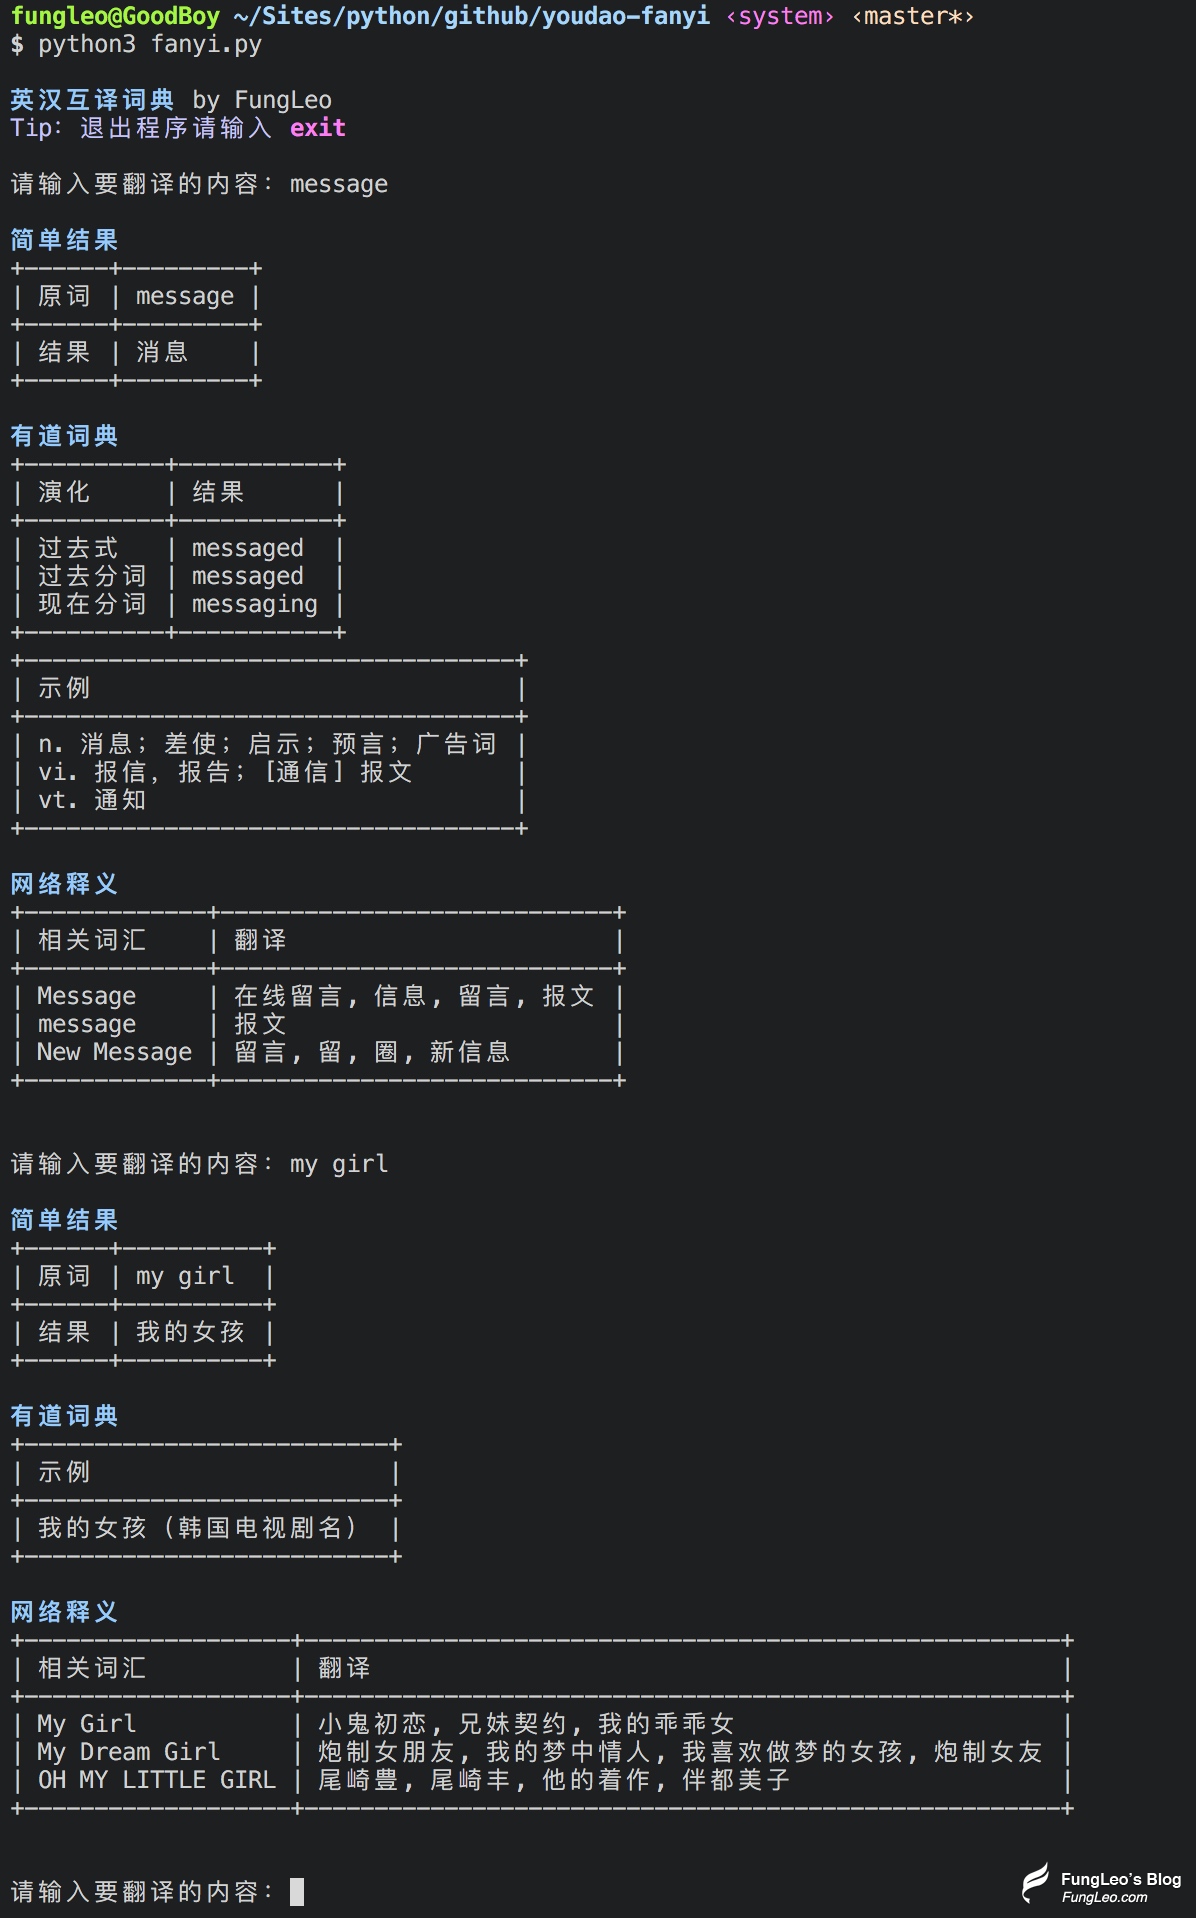 fungleo@GoodBoy ~/Sites/python/github/youdao-fanyi ‹system› ‹master*›
$ python3 fanyi.py
英汉互译词典 by FungLeo
Tip: 退出程序请输入 exit
请输入要翻译的内容: message
简单结果
+------+---------+
| 原词 | message |
+------+---------+
| 结果 | 消息    |
+------+---------+
有道词典
+----------+-----------+
| 演化     | 结果      |
+----------+-----------+
| 过去式   | messaged  |
| 过去分词 | messaged  |
| 现在分词 | messaging |
+----------+-----------+
+-----------------------------------+
| 示例                              |
+-----------------------------------+
| n. 消息；差使；启示；预言；广告词 |
| vi. 报信，报告；[通信] 报文       |
| vt. 通知                          |
+-----------------------------------+
网络释义
+-------------+----------------------------+
| 相关词汇    | 翻译                       |
+-------------+----------------------------+
| Message     | 在线留言, 信息, 留言, 报文 |
| message     | 报文                       |
| New Message | 留言, 留, 圈, 新信息       |
+-------------+----------------------------+
请输入要翻译的内容: my girl
简单结果
+------+----------+
| 原词 | my girl  |
+------+----------+
| 结果 | 我的女孩 |
+------+----------+
有道词典
+--------------------------+
| 示例                     |
+--------------------------+
| 我的女孩（韩国电视剧名） |
+--------------------------+
网络释义
+-------------------+------------------------------------------------------+
| 相关词汇          | 翻译                                                 |
+-------------------+------------------------------------------------------+
| My Girl           | 小鬼初恋, 兄妹契约, 我的乖乖女                       |
| My Dream Girl     | 炮制女朋友, 我的梦中情人, 我喜欢做梦的女孩, 炮制女友 |
| OH MY LITTLE GIRL | 尾崎豊, 尾崎丰, 他的着作, 伴都美子                   |
+-------------------+------------------------------------------------------+
请输入要翻译的内容:
FungLeo's Blog
FungLeo.com